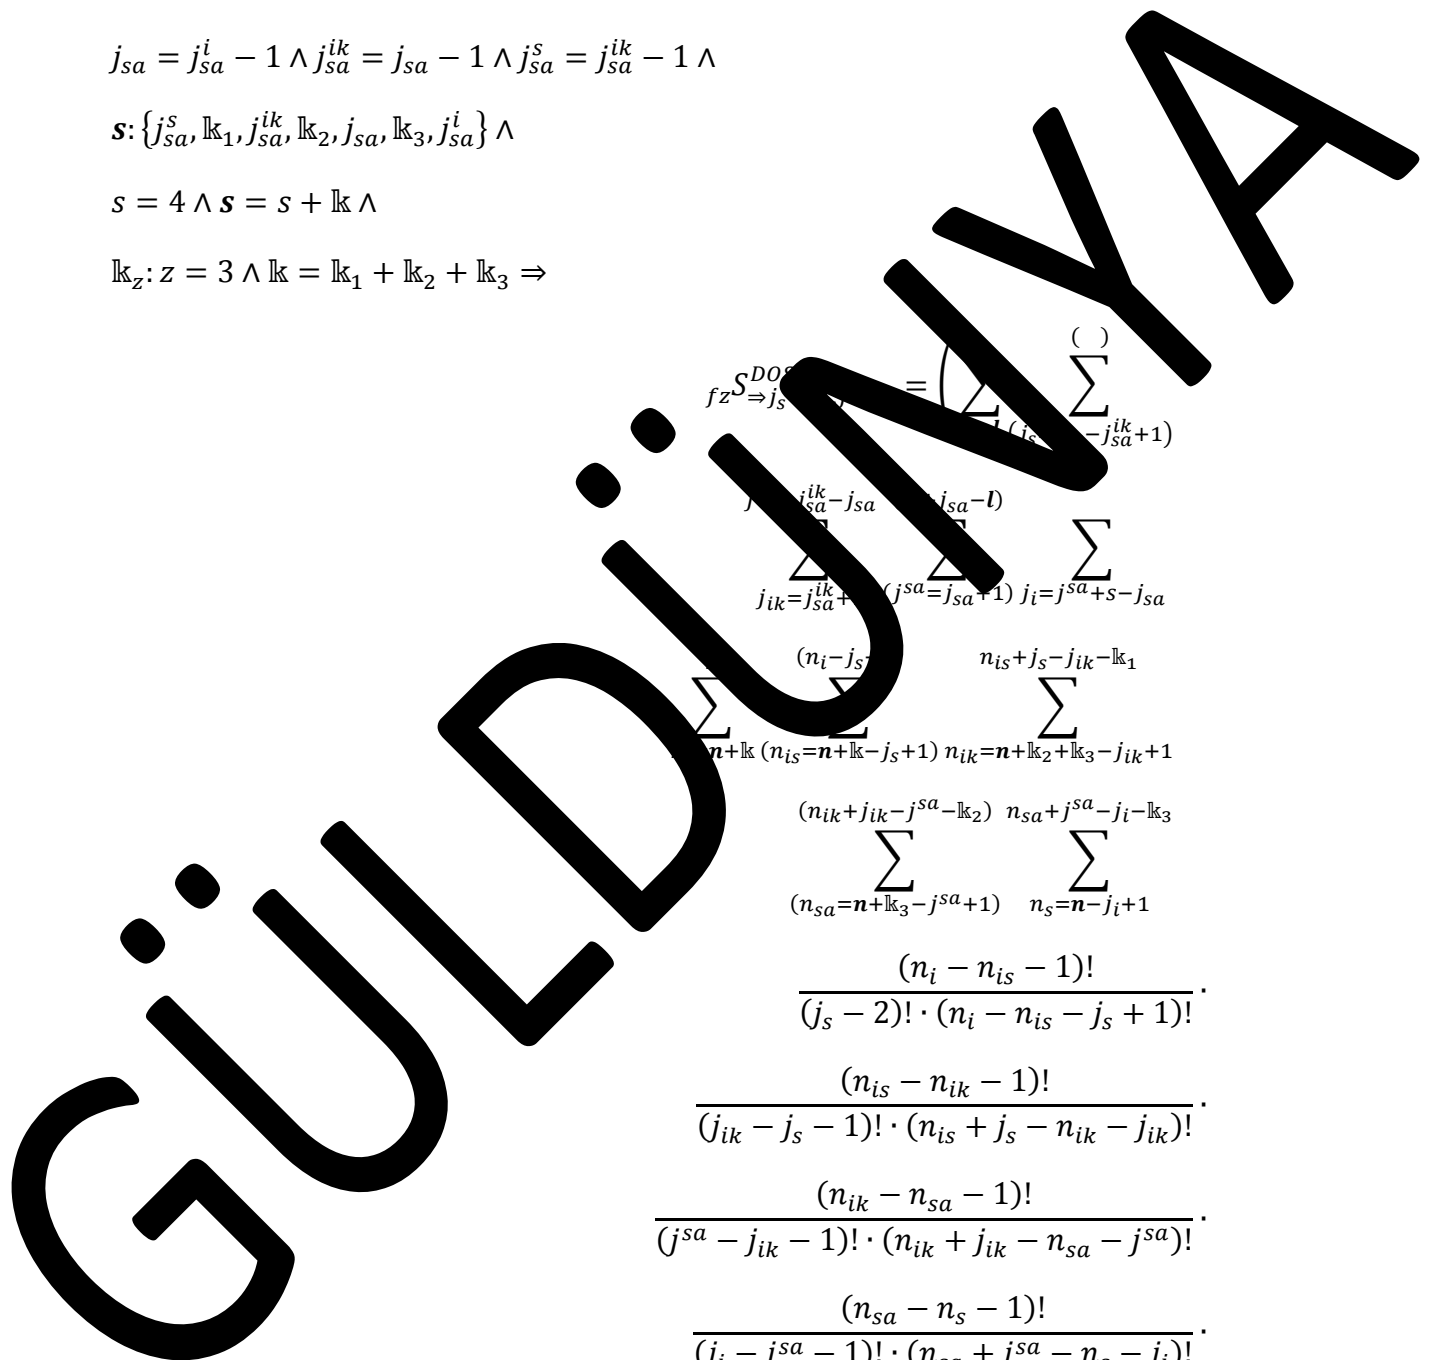 j_{sa} = j_{sa}^{i} − 1 ∧ j_{sa}^{ik} = j_{sa} − 1 ∧ j_{sa}^{s} = j_{sa}^{ik} − 1 ∧
𝒔: {j_{sa}^{s}, 𝕜_1, j_{sa}^{ik}, 𝕜_2, j_{sa}, 𝕜_3, j_{sa}^{i}} ∧
s = 4 ∧ 𝒔 = s + 𝕜 ∧
𝕜_z: z = 3 ∧ 𝕜 = 𝕜_1 + 𝕜_2 + 𝕜_3 ⇒
( )
_{fz}S_{⇒j_s} = ( ∑ ∑
−j_{sa}^{ik}+1)
j_{sa}^{ik}−j_{sa} j_{sa}−𝒍)
∑ ∑ ∑
j_{ik}=j_{sa}^{ik}+ (j^{sa}=j_{sa}+1) j_i=j^{sa}+s−j_{sa}
(n_i−j_s n_{is}+j_s−j_{ik}−𝕜_1
∑ ∑ ∑
𝒏+𝕜 (n_{is}=𝒏+𝕜−j_s+1) n_{ik}=𝒏+𝕜_2+𝕜_3−j_{ik}+1
(n_{ik}+j_{ik}−j^{sa}−𝕜_2) n_{sa}+j^{sa}−j_i−𝕜_3
∑ ∑
(n_{sa}=𝒏+𝕜_3−j^{sa}+1) n_s=𝒏−j_i+1
(n_i − n_{is} − 1)!
(j_s − 2)! · (n_i − n_{is} − j_s + 1)! ·
(n_{is} − n_{ik} − 1)!
(j_{ik} − j_s − 1)! · (n_{is} + j_s − n_{ik} − j_{ik})! ·
(n_{ik} − n_{sa} − 1)!
(j^{sa} − j_{ik} − 1)! · (n_{ik} + j_{ik} − n_{sa} − j^{sa})! ·
(n_{sa} − n_s − 1)!
(j_i − j^{sa} − 1)! · (n_{sa} + j^{sa} − n_s − j_i)! ·
GÜLDÜNYA